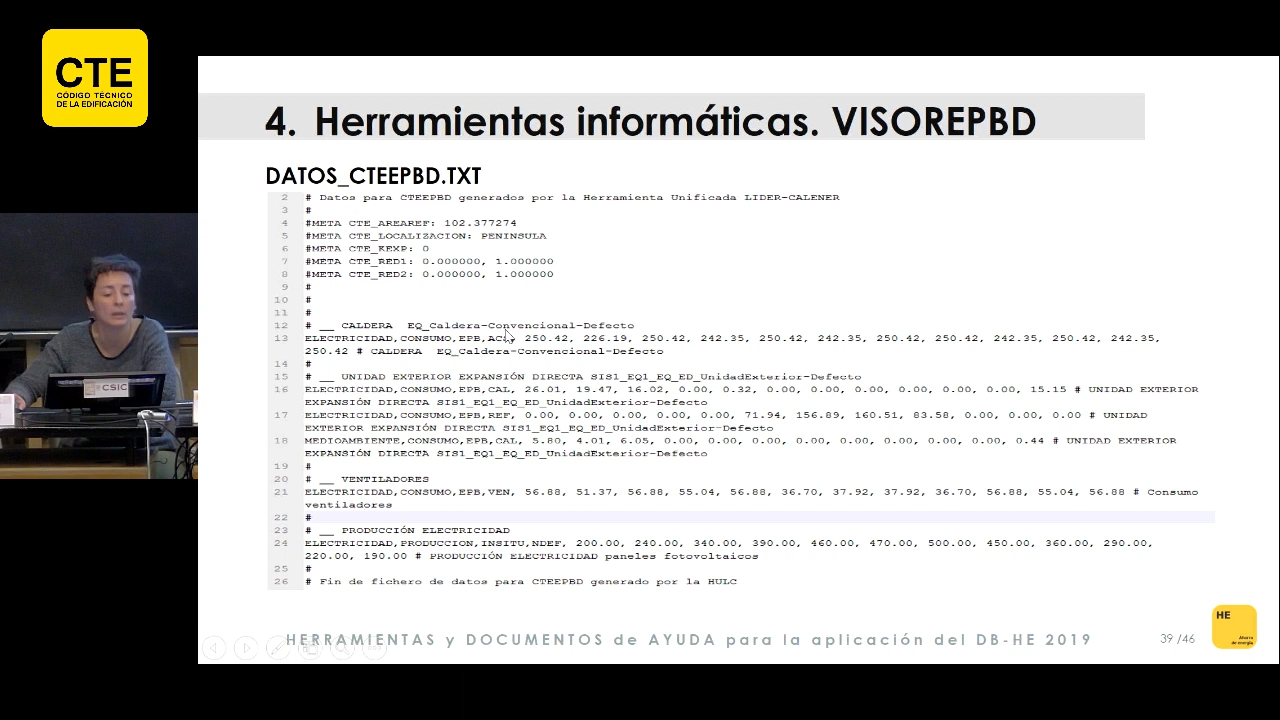 CTE
CÓDIGO TÉCNICO
DE LA EDIFICACIÓN
4. Herramientas informáticas. VISOREPBD
DATOS_CTEEPBD.TXT
2 # Datos para CTEEPBD generados por la Herramienta Unificada LIDER-CALENER
3 #
4 #META CTE_AREAREF: 102.377274
5 #META CTE_LOCALIZACION: PENINSULA
6 #META CTE_KEXP: 0
7 #META CTE_RED1: 0.000000, 1.000000
8 #META CTE_RED2: 0.000000, 1.000000
9 #
10 #
11 #
12 # __ CALDERA EQ_Caldera-Convencional-Defecto
13 ELECTRICIDAD,CONSUMO,EPB,ACS, 250.42, 226.19, 250.42, 242.35, 250.42, 242.35, 250.42, 250.42, 242.35, 250.42, 242.35,
250.42 # CALDERA EQ_Caldera-Convencional-Defecto
14 #
15 # __ UNIDAD EXTERIOR EXPANSIÓN DIRECTA SIS1_EQ1_EQ_ED_UnidadExterior-Defecto
16 ELECTRICIDAD,CONSUMO,EPB,CAL, 26.01, 19.47, 16.02, 0.00, 0.32, 0.00, 0.00, 0.00, 0.00, 0.00, 0.00, 15.15 # UNIDAD EXTERIOR
EXPANSIÓN DIRECTA SIS1_EQ1_EQ_ED_UnidadExterior-Defecto
17 ELECTRICIDAD,CONSUMO,EPB,REF, 0.00, 0.00, 0.00, 0.00, 0.00, 71.94, 156.89, 160.51, 83.58, 0.00, 0.00, 0.00 # UNIDAD
EXTERIOR EXPANSIÓN DIRECTA SIS1_EQ1_EQ_ED_UnidadExterior-Defecto
18 MEDIOAMBIENTE,CONSUMO,EPB,CAL, 5.80, 4.01, 6.05, 0.00, 0.00, 0.00, 0.00, 0.00, 0.00, 0.00, 0.00, 0.44 # UNIDAD EXTERIOR
EXPANSIÓN DIRECTA SIS1_EQ1_EQ_ED_UnidadExterior-Defecto
19 #
20 # __ VENTILADORES
21 ELECTRICIDAD,CONSUMO,EPB,VEN, 56.88, 51.37, 56.88, 55.04, 56.88, 36.70, 37.92, 37.92, 36.70, 56.88, 55.04, 56.88 # Consumo
ventiladores
22 #
23 # __ PRODUCCIÓN ELECTRICIDAD
24 ELECTRICIDAD,PRODUCCION,INSITU,NDEF, 200.00, 240.00, 340.00, 390.00, 460.00, 470.00, 500.00, 450.00, 360.00, 290.00,
220.00, 190.00 # PRODUCCIÓN ELECTRICIDAD paneles fotovoltaicos
25 #
26 # Fin de fichero de datos para CTEEPBD generado por la HULC
CSIC
HERRAMIENTAS y DOCUMENTOS de AYUDA para la aplicación del DB-HE 2019
39 /46
HE
Ahorro
de energía